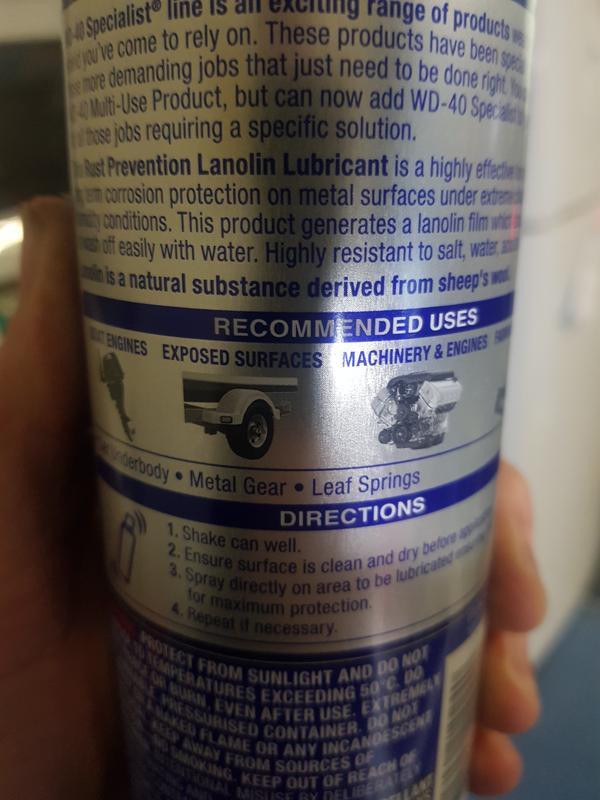 Specialist® line is an exciting range of products
you've come to rely on. These products have been
more demanding jobs that just need to be done right.
Multi-Use Product, but can now add WD-40 Specialist
those jobs requiring a specific solution.
Rust Prevention Lanolin Lubricant is a highly effective
term corrosion protection on metal surfaces under extreme
conditions. This product generates a lanolin film which
off easily with water. Highly resistant to salt, water,
is a natural substance derived from sheep's wool.
RECOMMENDED USES
ENGINES EXPOSED SURFACES MACHINERY & ENGINES
Underbody • Metal Gear • Leaf Springs
DIRECTIONS
1. Shake can well.
2. Ensure surface is clean and dry before
3. Spray directly on area to be lubricated
for maximum protection.
4. Repeat if necessary.
PROTECT FROM SUNLIGHT AND DO NOT
TEMPERATURES EXCEEDING 50°C. DO
OR BURN, EVEN AFTER USE. EXTREMELY
PRESSURISED CONTAINER. DO NOT
NAKED FLAME OR ANY INCANDESCENT
KEEP AWAY FROM SOURCES OF
SMOKING. KEEP OUT OF REACH OF
MISUSE BY DELIBERATELY